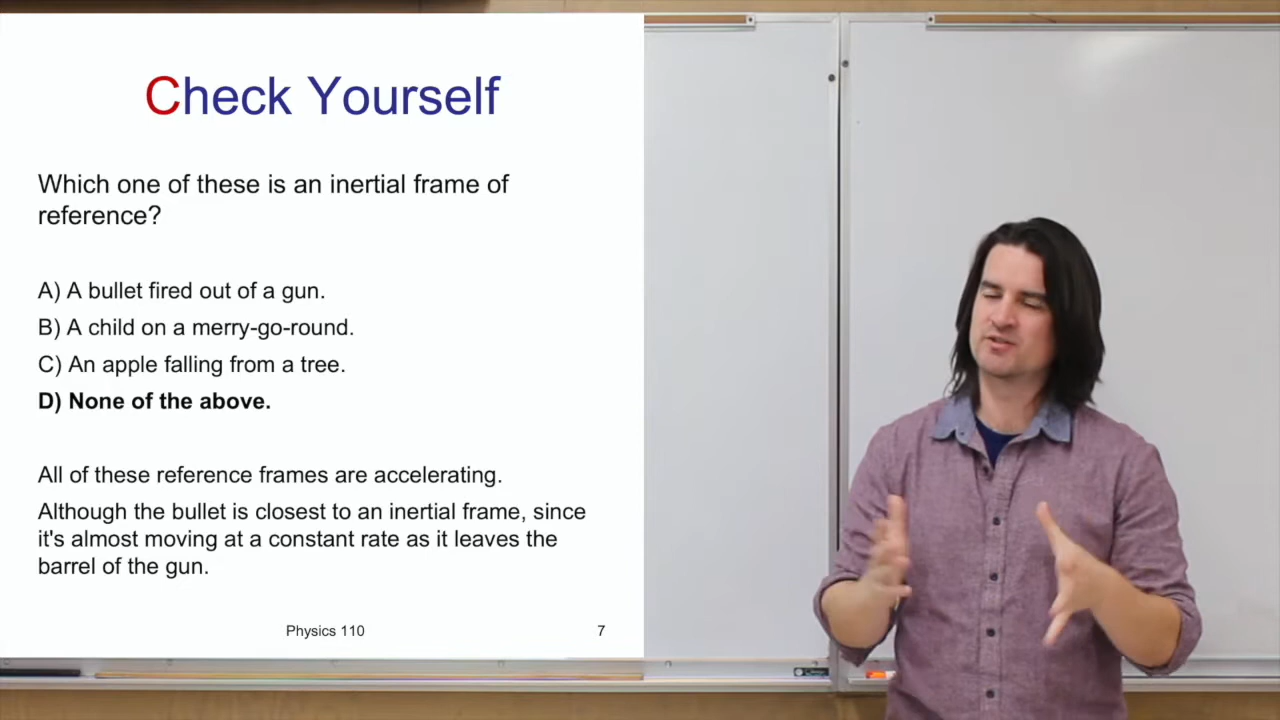 Check Yourself
Which one of these is an inertial frame of
reference?
A) A bullet fired out of a gun.
B) A child on a merry-go-round.
C) An apple falling from a tree.
D) None of the above.
All of these reference frames are accelerating.
Although the bullet is closest to an inertial frame, since
it's almost moving at a constant rate as it leaves the
barrel of the gun.
Physics 110
7